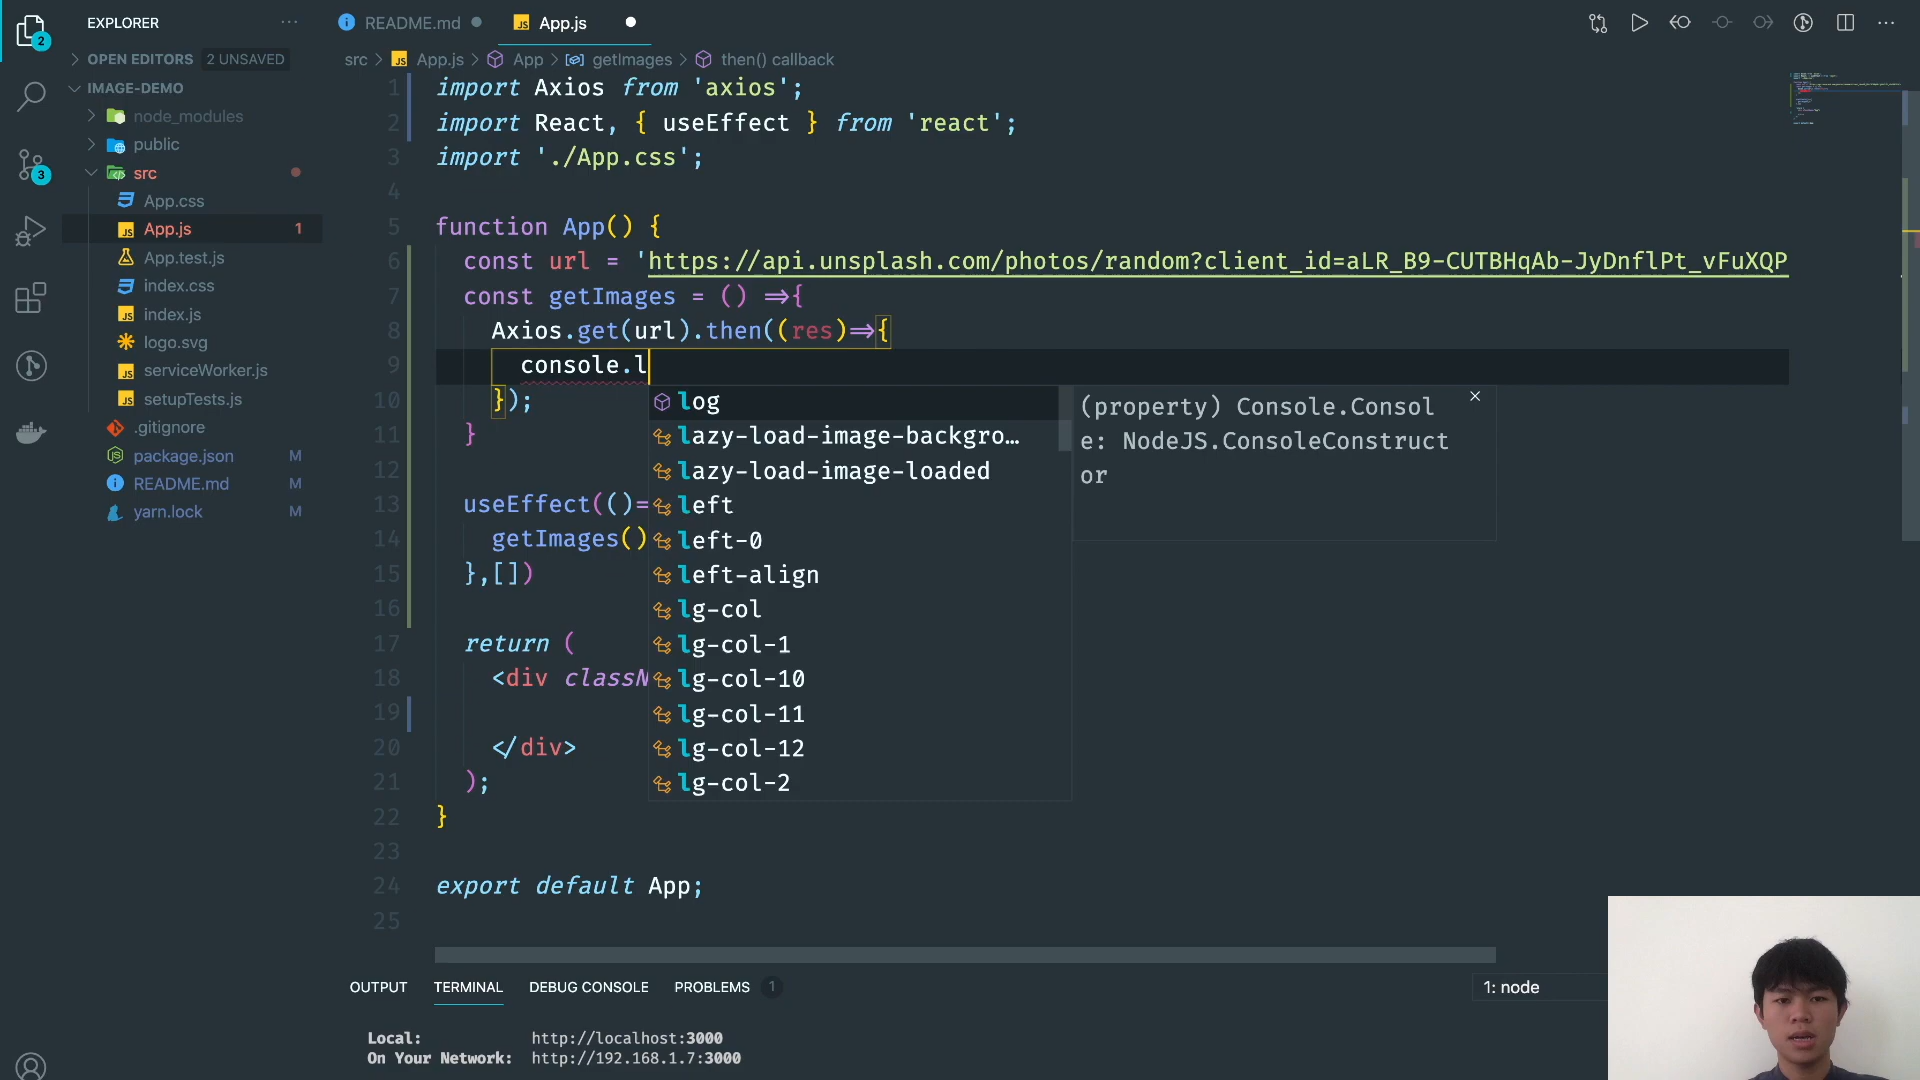 EXPLORER
README.md
App.js
OPEN EDITORS 2 UNSAVED
src > App.js > App > getImages > then() callback
IMAGE-DEMO
node_modules
public
src
App.css
App.js 1
App.test.js
index.css
index.js
logo.svg
serviceWorker.js
setupTests.js
.gitignore
package.json M
README.md M
yarn.lock M
2
3
1 import Axios from 'axios';
2 import React, { useEffect } from 'react';
3 import './App.css';
4
5 function App() {
6 const url = 'https://api.unsplash.com/photos/random?client_id=aLR_B9-CUTBHqAb-JyDnflPt_vFuXQP
7 const getImages = () =>{
8 Axios.get(url).then((res)=>{
9 console.l
10 });
11 }
12
13 useEffect(()=
14 getImages()
15 },[])
16
17 return (
18 <div classN
19
20 </div>
21 );
22 }
23
24 export default App;
25
log
lazy-load-image-backgro…
lazy-load-image-loaded
left
left-0
left-align
lg-col
lg-col-1
lg-col-10
lg-col-11
lg-col-12
lg-col-2
(property) Console.Consol
e: NodeJS.ConsoleConstruct
or
OUTPUT TERMINAL DEBUG CONSOLE PROBLEMS 1
1: node
Local: http://localhost:3000
On Your Network: http://192.168.1.7:3000